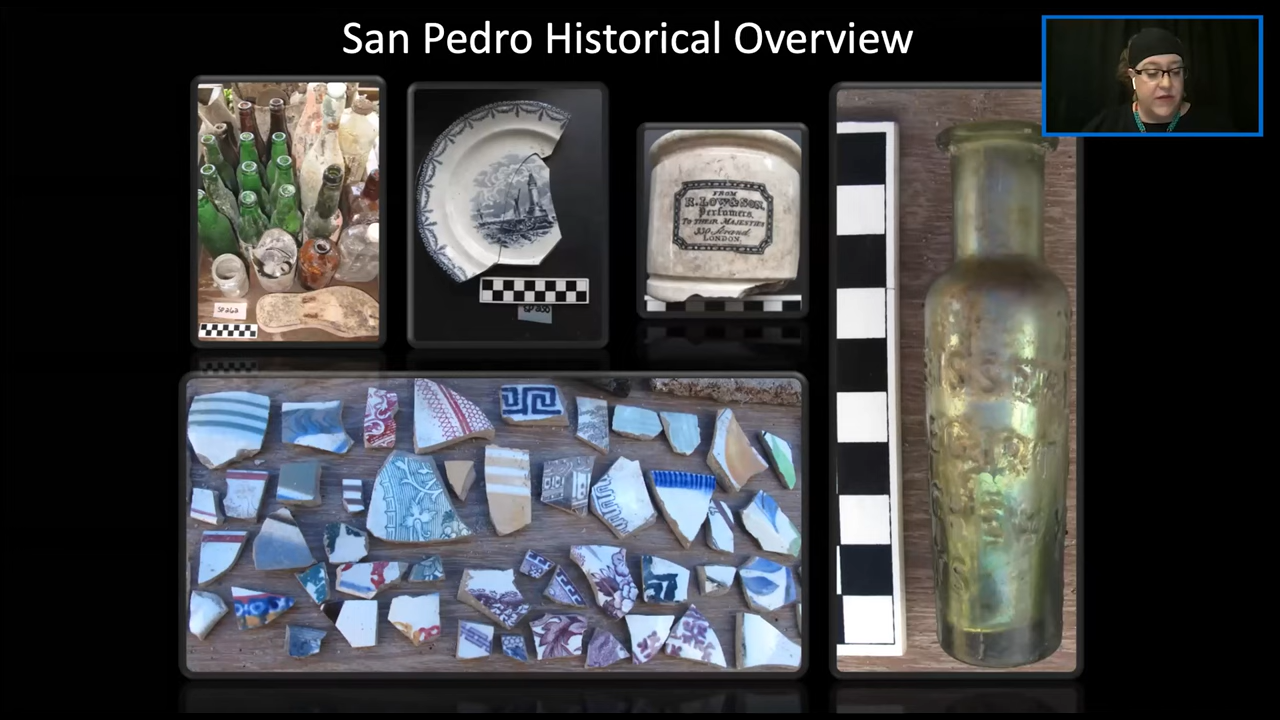 San Pedro Historical Overview
FROM
R. LOW & SON,
Perfumers,
TO THEIR MAJESTIES
330, Strand
LONDON.